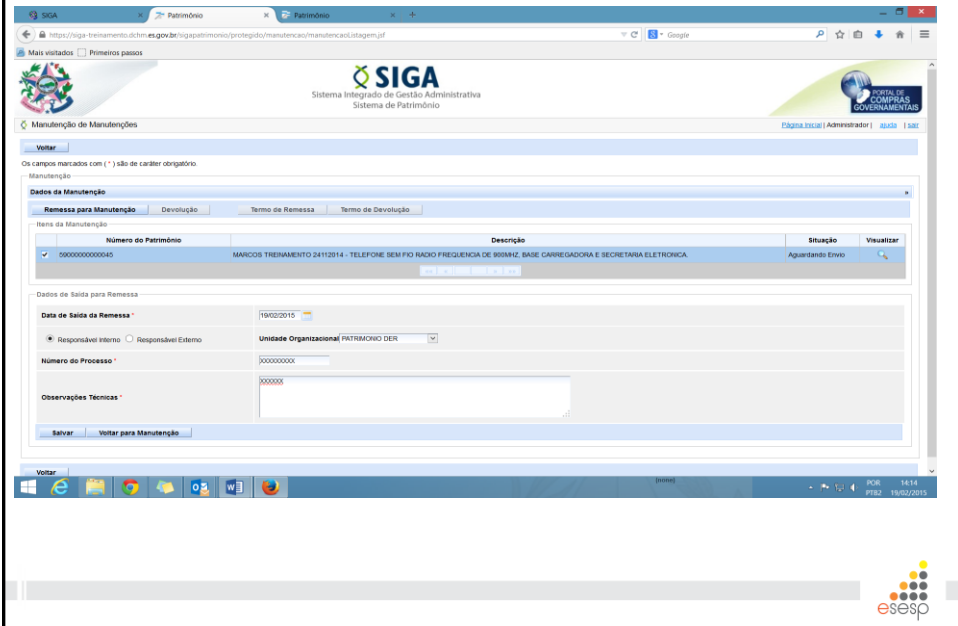 SIGA × Patrimônio × Patrimônio × +
https://siga-treinamento.dchm.es.gov.br/sigapatrimonio/protegido/manutencao/manutencaoListagem.jsf Google
Mais visitados Primeiros passos
SIGA
Sistema Integrado de Gestão Administrativa
Sistema de Patrimônio
PORTAL DE
COMPRAS
GOVERNAMENTAIS
Manutenção de Manutenções Página Inicial | Administrador | ajuda | sair
Voltar
Os campos marcados com ( * ) são de caráter obrigatório.
Manutenção
Dados da Manutenção
Remessa para Manutenção Devolução Termo de Remessa Termo de Devolução
Itens da Manutenção
Número do Patrimônio Descrição Situação Visualizar
59000000000045 MARCOS TREINAMENTO 24112014 - TELEFONE SEM FIO RADIO FREQUENCIA DE 900MHZ, BASE CARREGADORA E SECRETARIA ELETRONICA. Aguardando Envio
Dados de Saída para Remessa
Data de Saída da Remessa * 19/02/2015
Responsável Interno Responsável Externo Unidade Organizacional PATRIMONIO DER
Número do Processo * XXXXXXXXX
Observações Técnicas * XXXXXX
Salvar Voltar para Manutenção
Voltar
(none)
POR 14:14
PTB2 19/02/2015
esesp